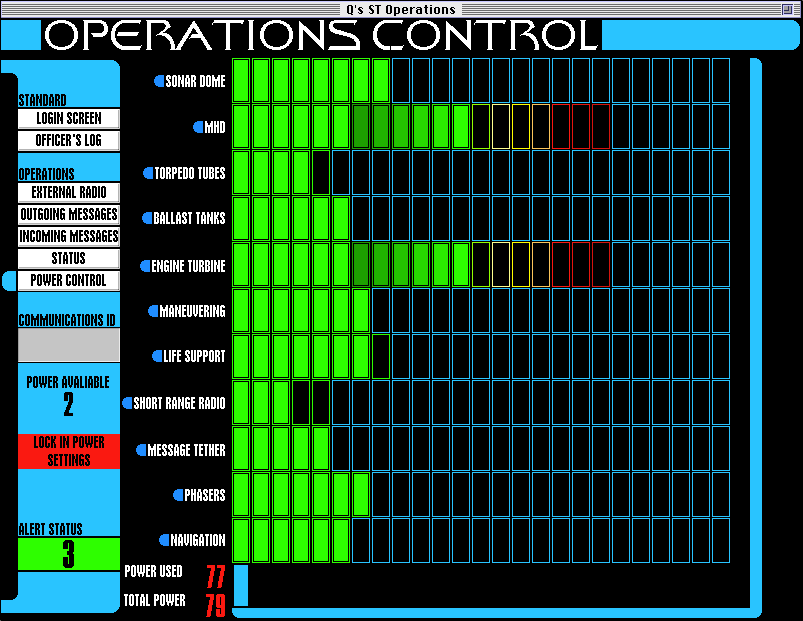 Q's ST Operations
OPERATIONS CONTROL
STANDARD
LOGIN SCREEN
OFFICER'S LOG
OPERATIONS
EXTERNAL RADIO
OUTGOING MESSAGES
INCOMING MESSAGES
STATUS
POWER CONTROL
COMMUNICATIONS ID
POWER AVALIABLE
2
LOCK IN POWER
SETTINGS
ALERT STATUS
3
SONAR DOME
MHD
TORPEDO TUBES
BALLAST TANKS
ENGINE TURBINE
MANEUVERING
LIFE SUPPORT
SHORT RANGE RADIO
MESSAGE TETHER
PHASERS
NAVIGATION
POWER USED 77
TOTAL POWER 79